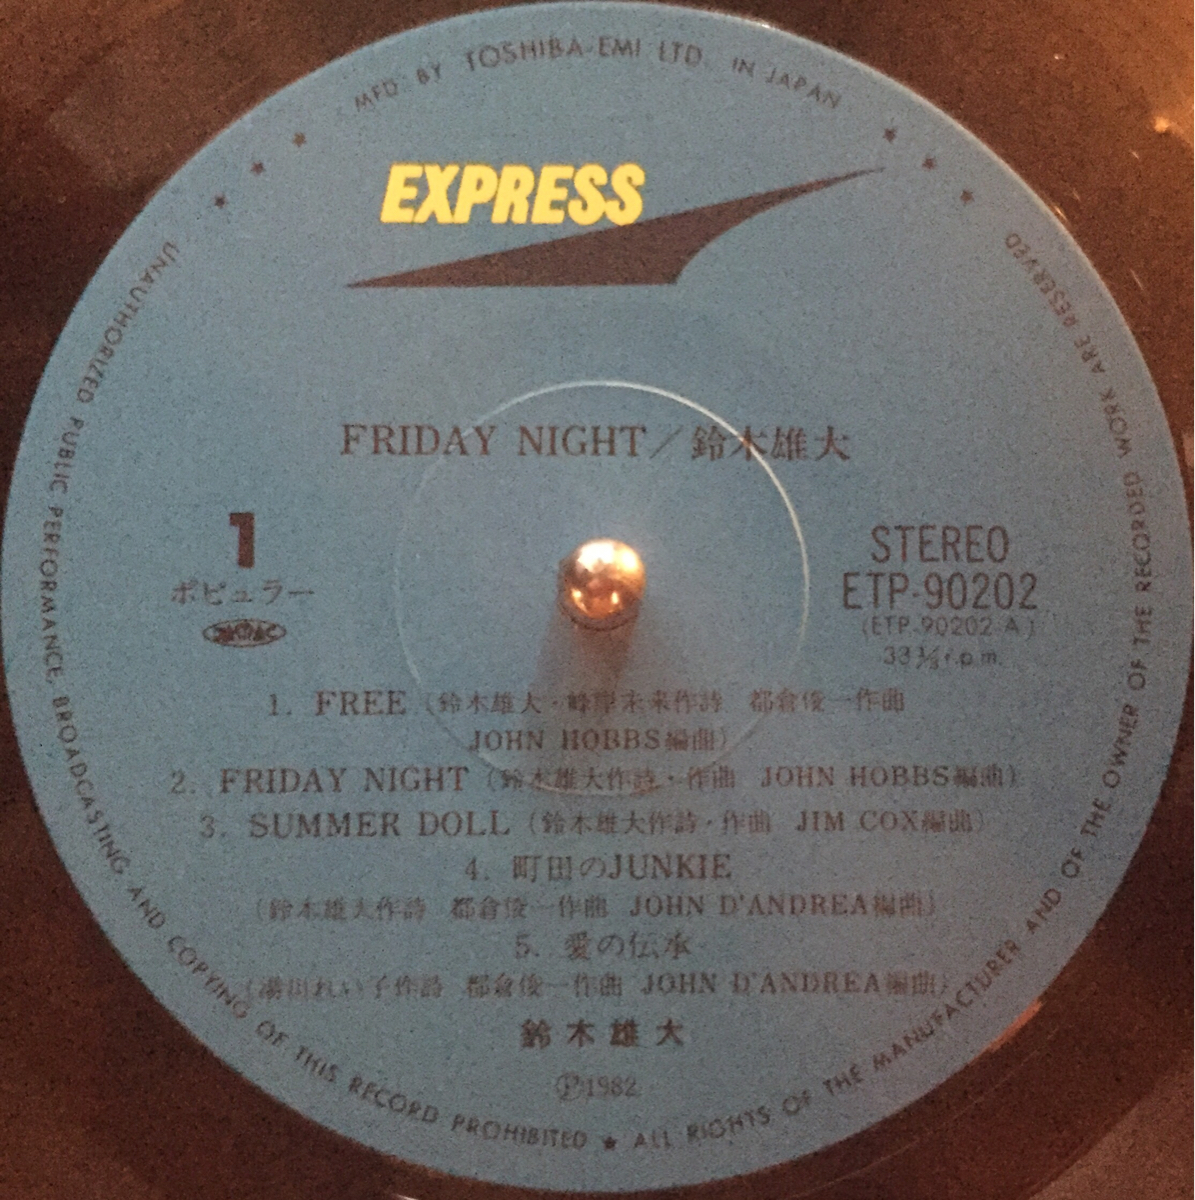 MFD. BY TOSHIBA-EMI LTD. IN JAPAN
EXPRESS
FRIDAY NIGHT／鈴木雄大
1
ポピュラー
STEREO
ETP-90202
(ETP-90202-A)
33⅓r.p.m.
1. FREE（鈴木雄大・峰岸未来作詩 都倉俊一作曲
JOHN HOBBS編曲）
2. FRIDAY NIGHT（鈴木雄大作詩・作曲 JOHN HOBBS編曲）
3. SUMMER DOLL（鈴木雄大作詩・作曲 JIM COX編曲）
4. 町田のJUNKIE
（鈴木雄大作詩 都倉俊一作曲 JOHN D'ANDREA編曲）
5. 愛の伝承
（湯川れい子作詩 都倉俊一作曲 JOHN D'ANDREA編曲）
鈴木雄大
Ⓟ1982
UNAUTHORIZED PUBLIC PERFORMANCE, BROADCASTING AND COPYING OF THIS RECORD PROHIBITED ★ ALL RIGHTS OF THE MANUFACTURER AND OF THE OWNER OF THE RECORDED WORK ARE RESERVED